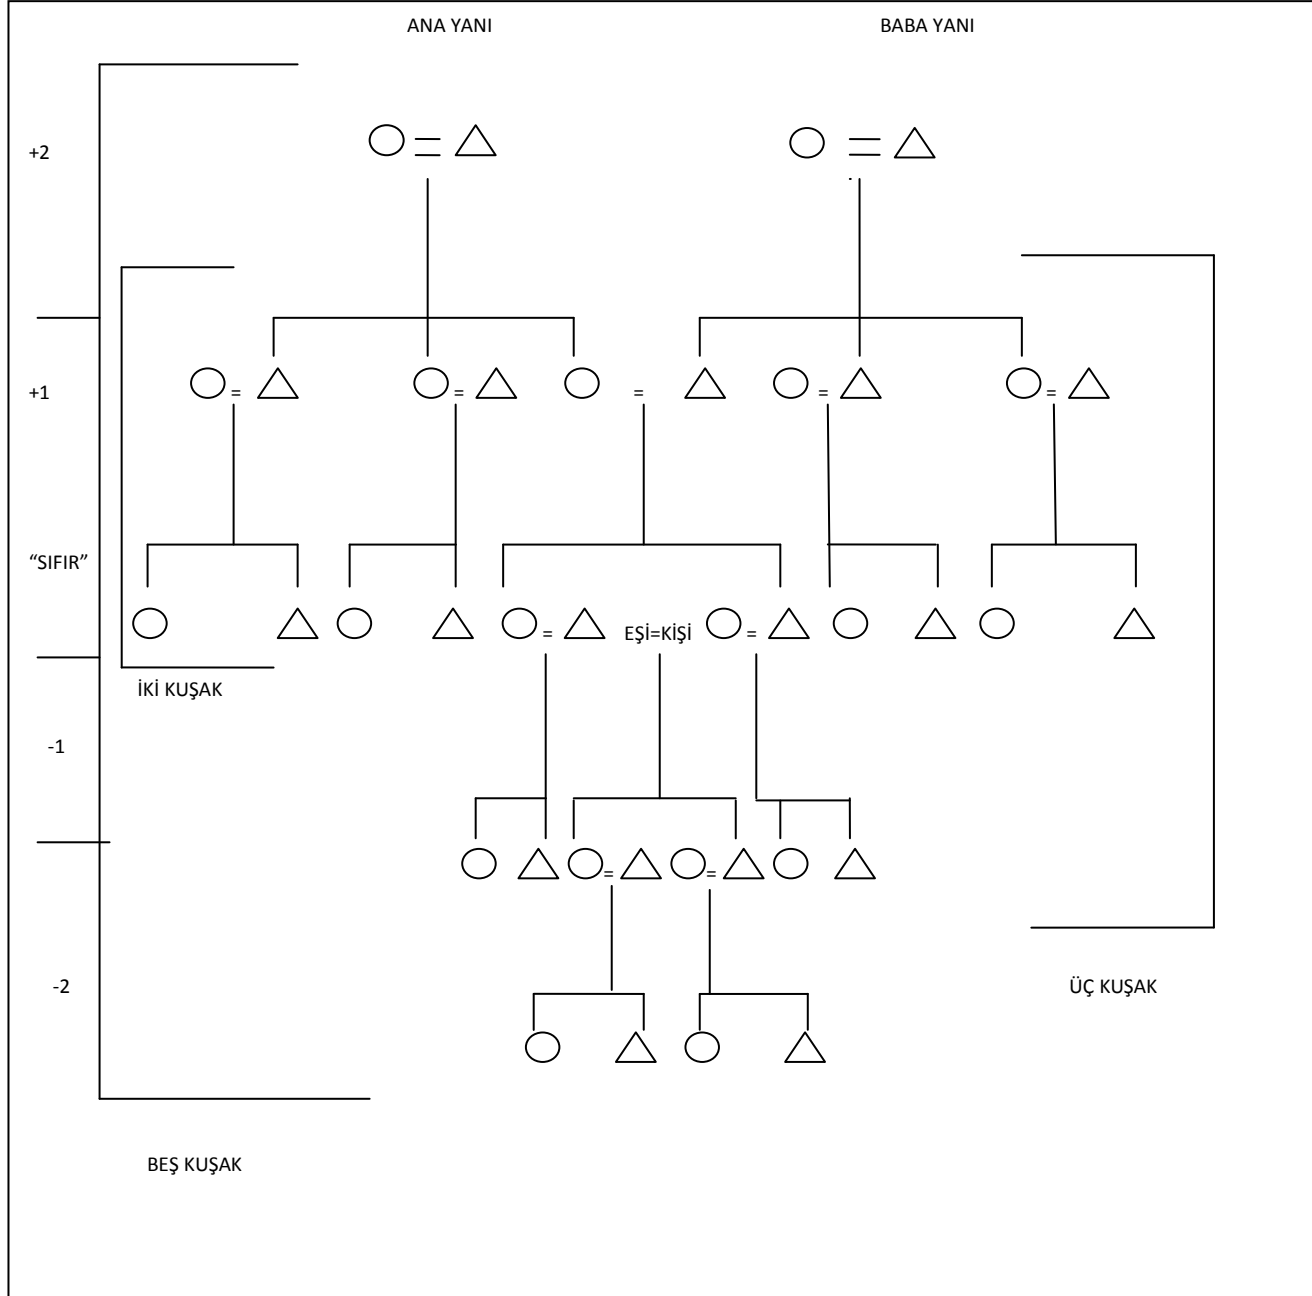 ANA YANI
BABA YANI
+2
+1
“SIFIR”
EŞİ=KİŞİ
İKİ KUŞAK
-1
-2
ÜÇ KUŞAK
BEŞ KUŞAK